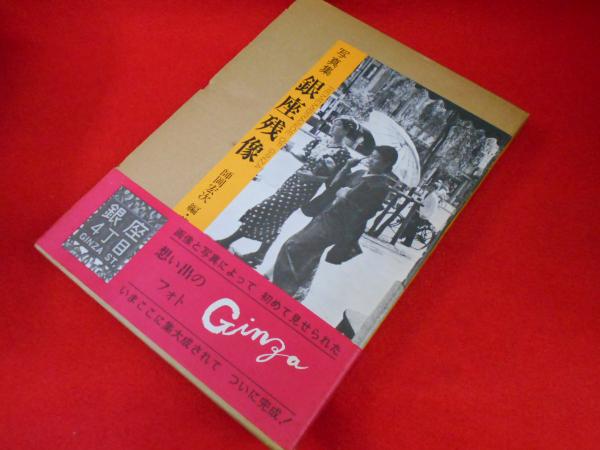 写真集
銀座残像
師岡宏次 編
銀座
4丁目
GINZA ST.
画像と写真によって 初めて見せられた
想い出の
フォト
Ginza
いまここに集大成されて ついに完成!